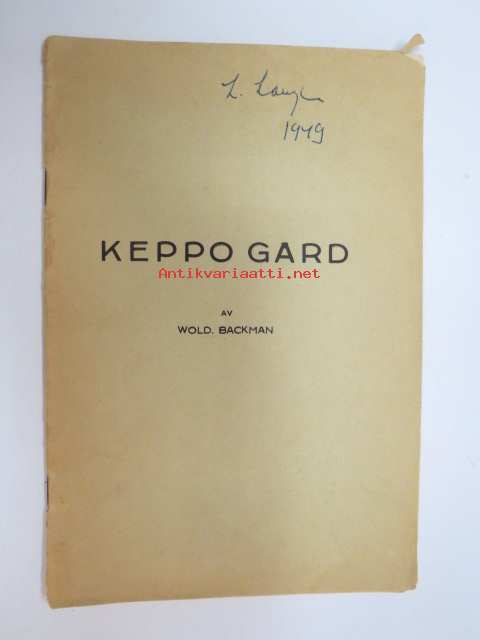 L.
1949
KEPPO GARD
Antikvariaatti.net
AV
WOLD. BACKMAN